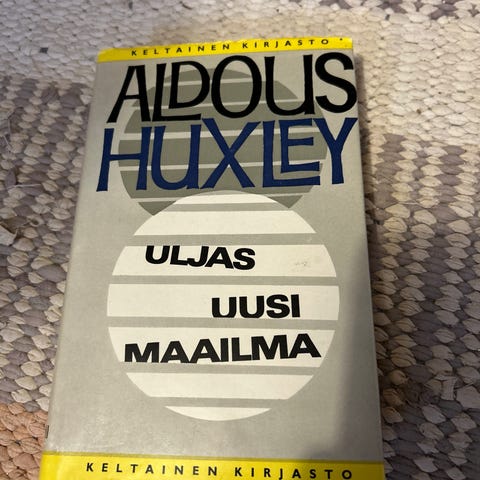 KELTAINEN KIRJASTO
ALDOUS
HUXLEY
ULJAS
UUSI
MAAILMA
KELTAINEN KIRJASTO